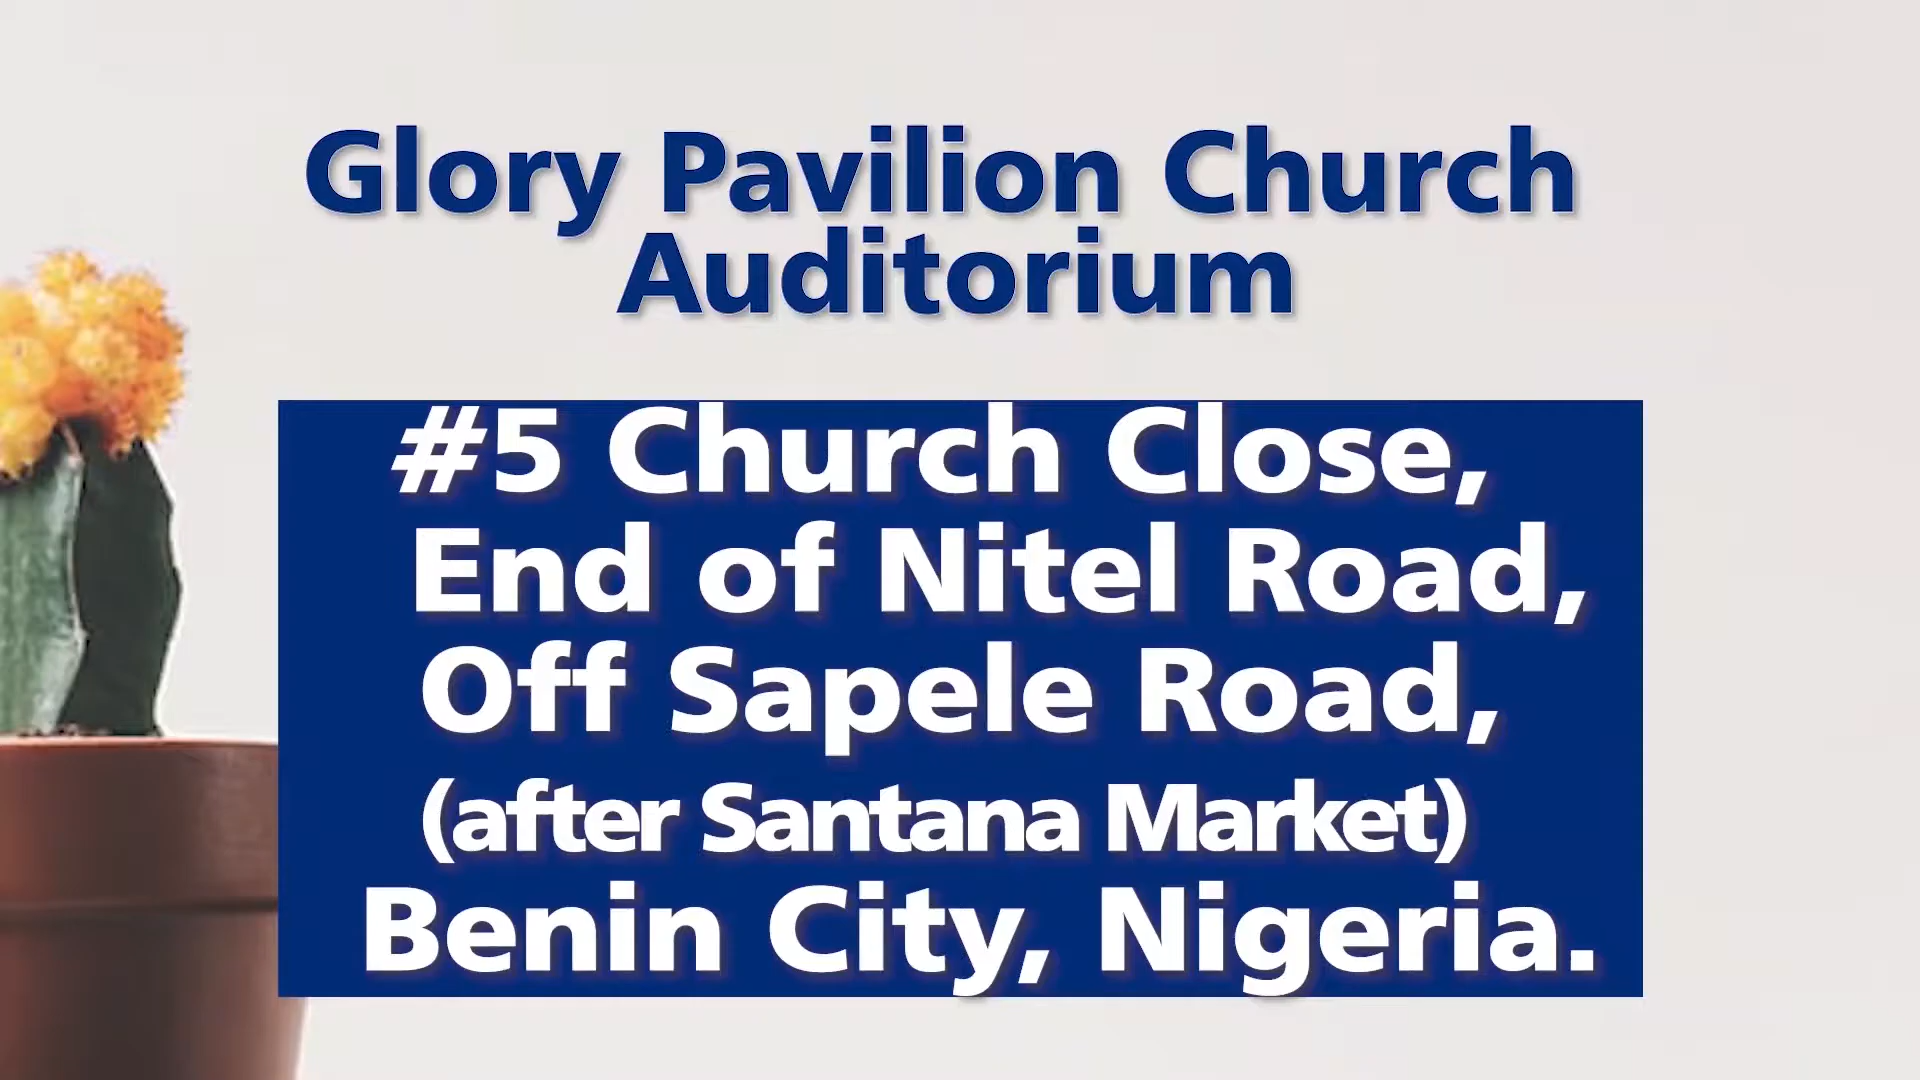 Glory Pavilion Church
Auditorium
#5 Church Close,
End of Nitel Road,
Off Sapele Road,
(after Santana Market)
Benin City, Nigeria.